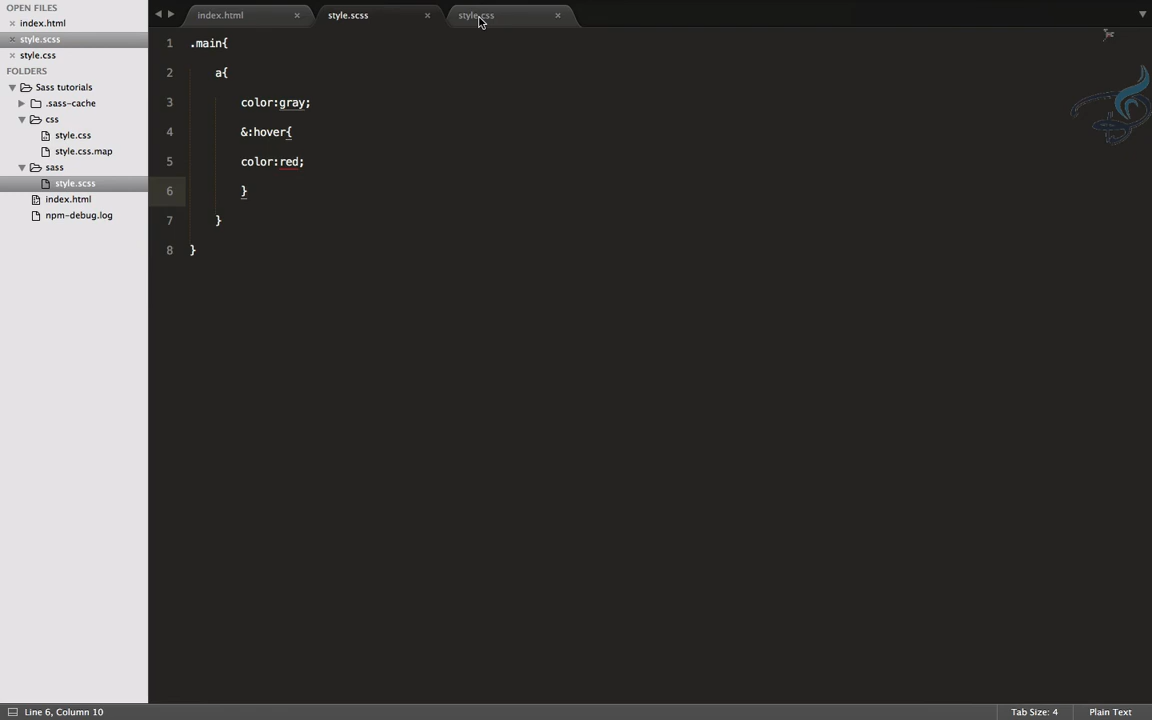 OPEN FILES
index.html
style.scss
style.css
FOLDERS
Sass tutorials
.sass-cache
css
style.css
style.css.map
sass
style.scss
index.html
npm-debug.log
index.html
style.scss
style.css
1 .main{
2 a{
3 color:gray;
4 &:hover{
5 color:red;
6 }
7 }
8 }
Line 6, Column 10
Tab Size: 4
Plain Text